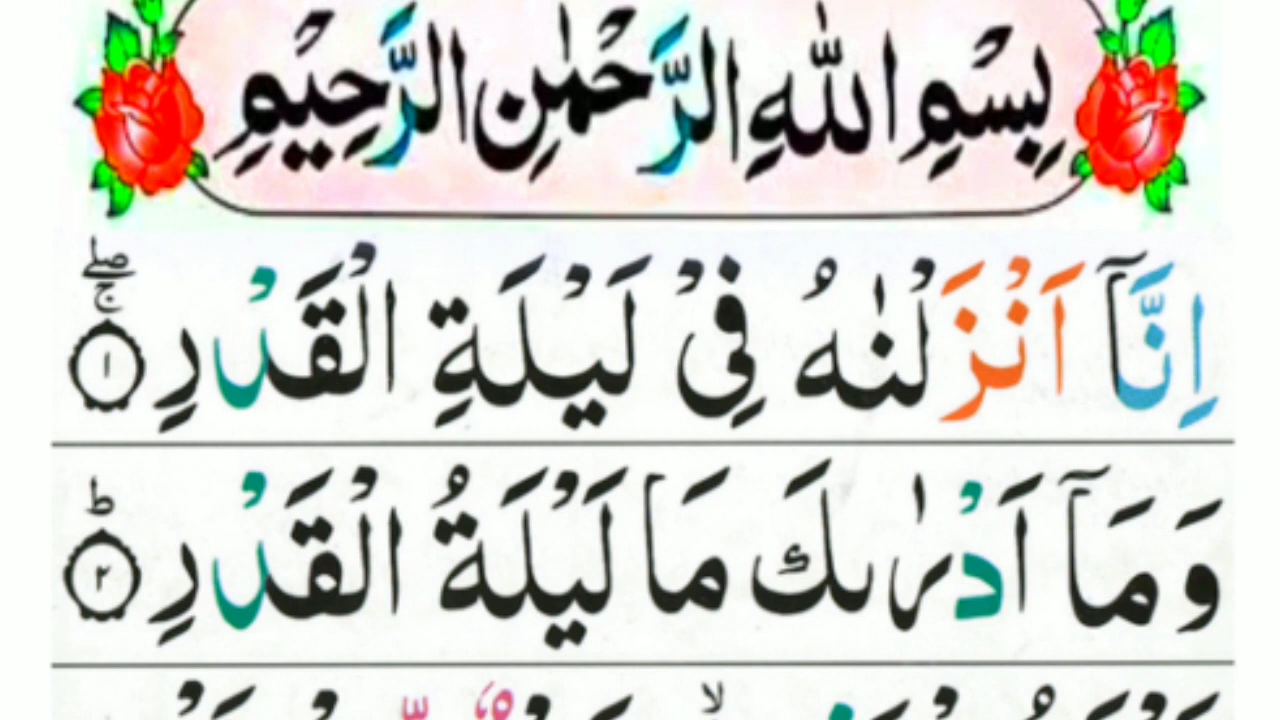 بِسْمِ اللّٰهِ الرَّحْمٰنِ الرَّحِيْمِ
اِنَّآ اَنْزَلْنٰهُ فِيْ لَيْلَةِ الْقَدْرِ ۚۖ ١
وَمَآ اَدْرٰىكَ مَا لَيْلَةُ الْقَدْرِ ؕ ٢